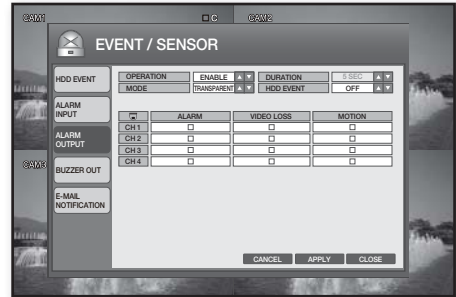 CAM1 C CAM2
EVENT / SENSOR
HDD EVENT
ALARM INPUT
ALARM OUTPUT
BUZZER OUT
E-MAIL NOTIFICATION
OPERATION ENABLE DURATION 5 SEC
MODE TRANSPARENT HDD EVENT OFF
ALARM VIDEO LOSS MOTION
CH 1
CH 2
CH 3
CH 4
CAM3
CANCEL APPLY CLOSE